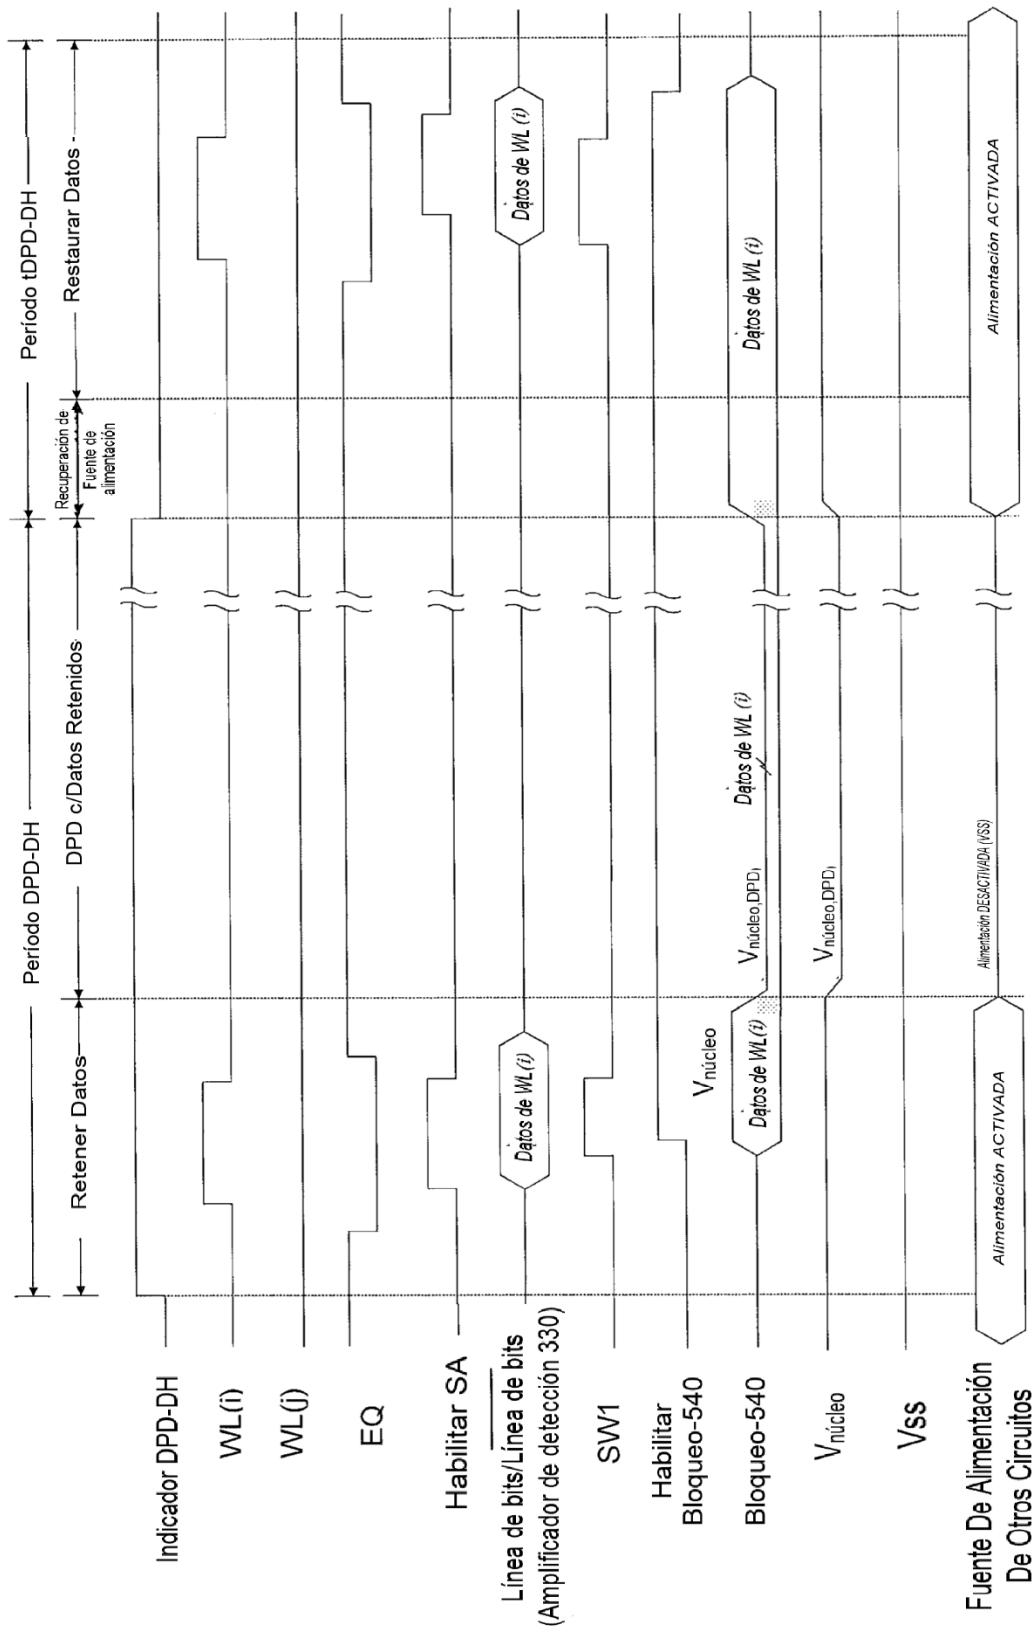 Período DPD-DH
Período tDPD-DH
Retener Datos
DPD c/Datos Retenidos
Recuperación de
Fuente de
alimentación
Restaurar Datos
Indicador DPD-DH
WL(i)
WL(j)
EQ
Habilitar SA
Línea de bits/Línea de bits
(Amplificador de detección 330)
Datos de WL(i)
Datos de WL (i)
SW1
Habilitar
Bloqueo-540
Bloqueo-540
Vnúcleo
Datos de WL(i)
Vnúcleo,DPD
Datos de WL (i)
Datos de WL (i)
Vnúcleo
Vnúcleo,DPD
Vss
Fuente De Alimentación
De Otros Circuitos
Alimentación ACTIVADA
Alimentación DESACTIVADA (VSS)
Alimentación ACTIVADA